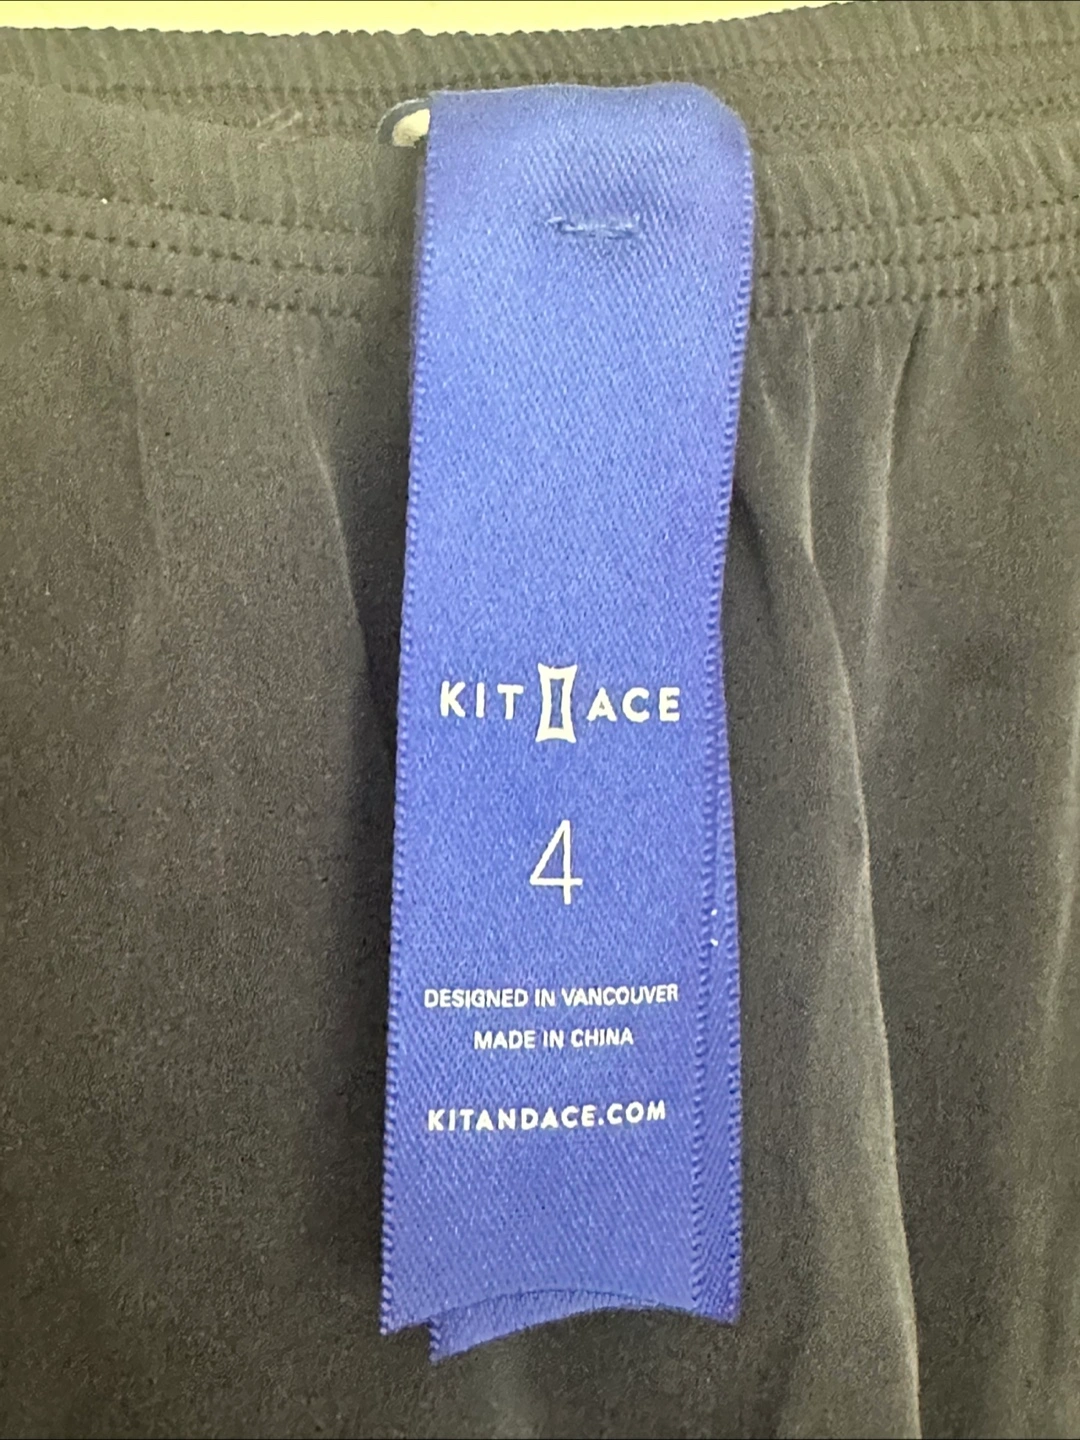 KIT ACE
4
DESIGNED IN VANCOUVER
MADE IN CHINA
KITANDACE.COM